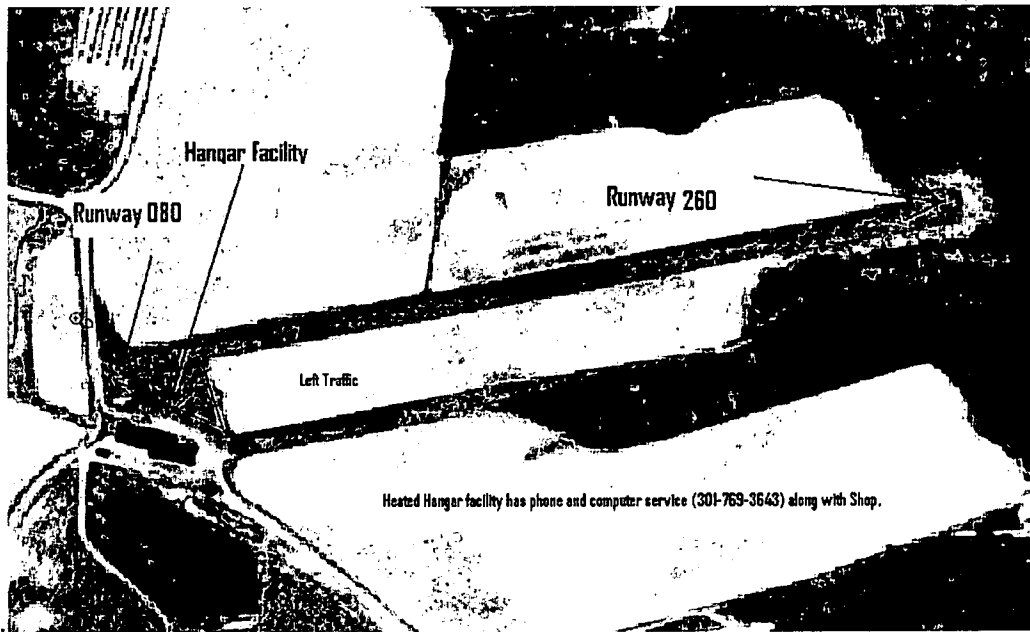 Hangar Facility
Runway 080
Runway 260
Left Traffic
Heated Hangar facility has phone and computer service (301-769-3643) along with Shop.